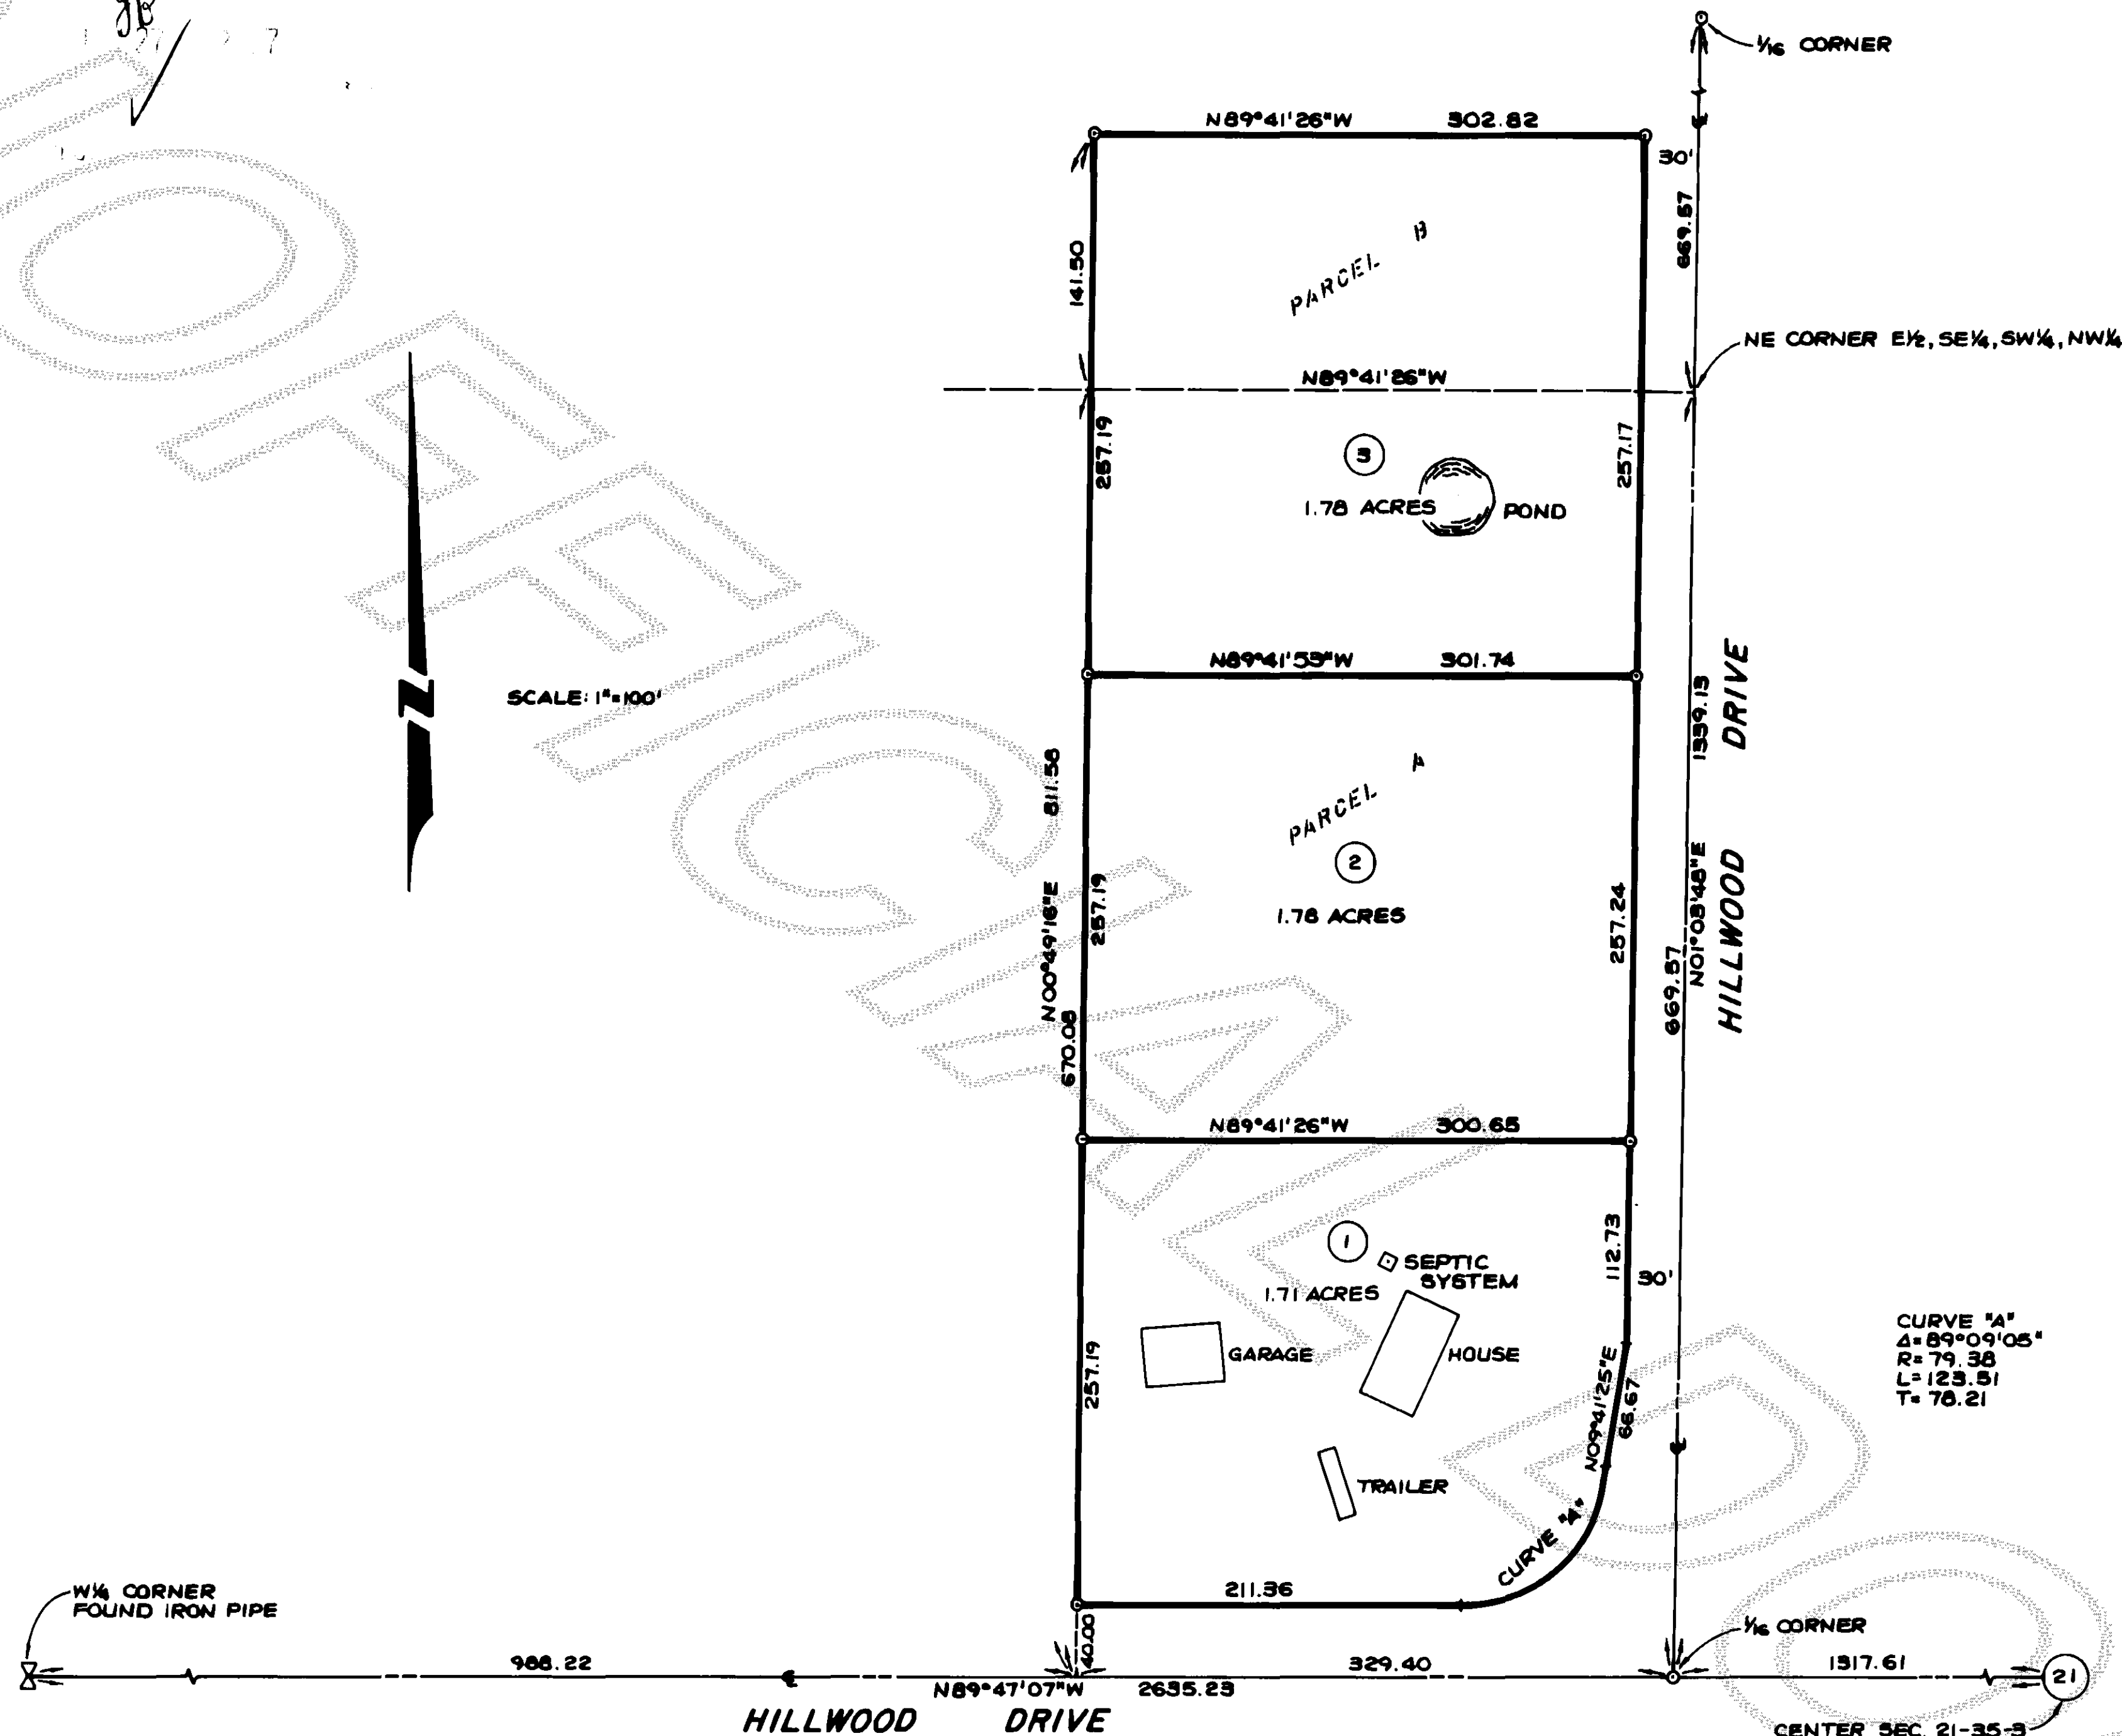 1/16 CORNER
N89°41'26"W 302.82
30'
669.57
141.50
PARCEL B
NE CORNER E1/2, SE1/4, SW1/4, NW1/4
N89°41'26"W
257.19
257.17
3
1.78 ACRES
POND
N89°41'53"W 301.74
N
SCALE: 1"=100'
1339.13
N01°08'48"E
HILLWOOD DRIVE
811.58
N00°49'16"E
PARCEL A
2
1.78 ACRES
257.19
257.24
669.57
670.08
N89°41'26"W 300.65
1
SEPTIC
SYSTEM
1.71 ACRES
112.73
30'
GARAGE
HOUSE
257.19
N09°41'25"E
66.67
CURVE "A"
Δ=89°09'05"
R=79.38
L=123.51
T=78.21
TRAILER
CURVE "A"
211.36
W1/4 CORNER
FOUND IRON PIPE
40.00
1/16 CORNER
988.22
329.40
1317.61
21
N89°47'07"W 2635.23
HILLWOOD DRIVE
CENTER SEC. 21-35-3